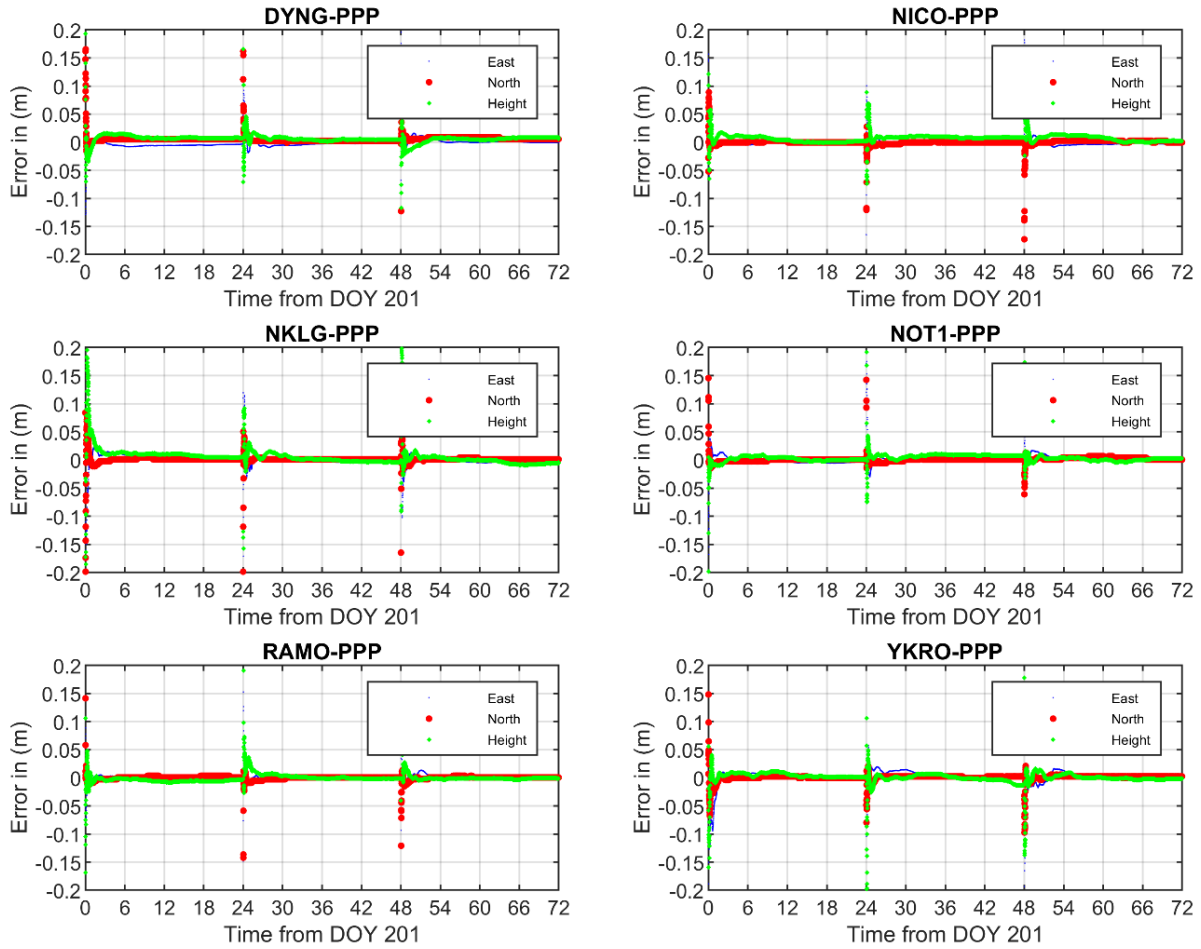 DYNG-PPP
0.2
0.15
0.1
0.05
0
-0.05
-0.1
-0.15
-0.2
Error in (m)
East
North
Height
0 6 12 18 24 30 36 42 48 54 60 66 72
Time from DOY 201
NICO-PPP
0.2
0.15
0.1
0.05
0
-0.05
-0.1
-0.15
-0.2
Error in (m)
East
North
Height
0 6 12 18 24 30 36 42 48 54 60 66 72
Time from DOY 201
NKLG-PPP
0.2
0.15
0.1
0.05
0
-0.05
-0.1
-0.15
-0.2
Error in (m)
East
North
Height
0 6 12 18 24 30 36 42 48 54 60 66 72
Time from DOY 201
NOT1-PPP
0.2
0.15
0.1
0.05
0
-0.05
-0.1
-0.15
-0.2
Error in (m)
East
North
Height
0 6 12 18 24 30 36 42 48 54 60 66 72
Time from DOY 201
RAMO-PPP
0.2
0.15
0.1
0.05
0
-0.05
-0.1
-0.15
-0.2
Error in (m)
East
North
Height
0 6 12 18 24 30 36 42 48 54 60 66 72
Time from DOY 201
YKRO-PPP
0.2
0.15
0.1
0.05
0
-0.05
-0.1
-0.15
-0.2
Error in (m)
East
North
Height
0 6 12 18 24 30 36 42 48 54 60 66 72
Time from DOY 201